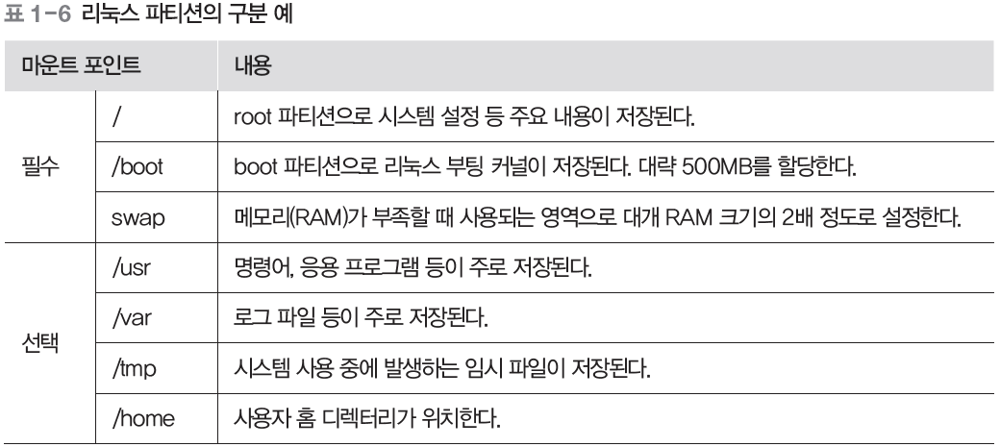 표 1-6 리눅스 파티션의 구분 예
마운트 포인트 내용
필수
/ root 파티션으로 시스템 설정 등 주요 내용이 저장된다.
/boot boot 파티션으로 리눅스 부팅 커널이 저장된다. 대략 500MB를 할당한다.
swap 메모리(RAM)가 부족할 때 사용되는 영역으로 대개 RAM 크기의 2배 정도로 설정한다.
선택
/usr 명령어, 응용 프로그램 등이 주로 저장된다.
/var 로그 파일 등이 주로 저장된다.
/tmp 시스템 사용 중에 발생하는 임시 파일이 저장된다.
/home 사용자 홈 디렉터리가 위치한다.